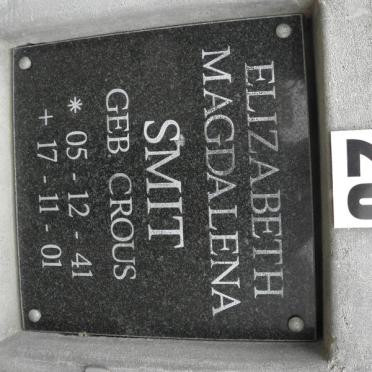 ELIZABETH
MAGDALENA
SMIT
GEB. CROUS
* 05 - 12 - 41
+ 17 - 11 - 01